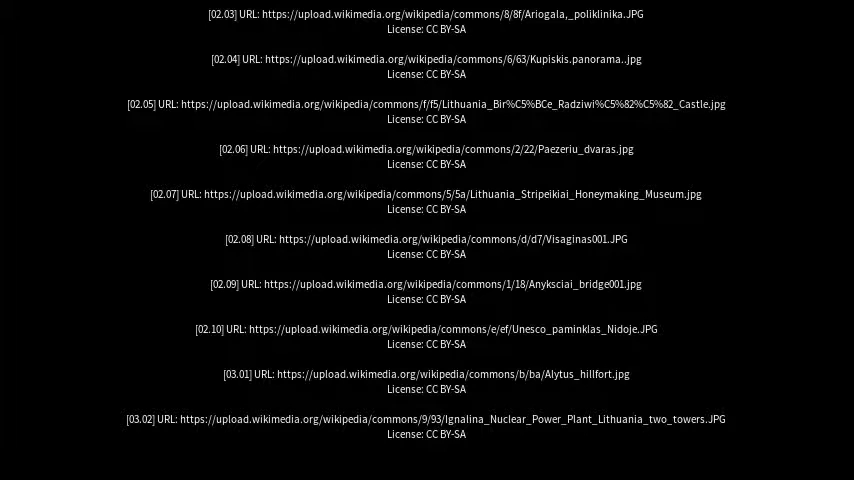 [02.03] URL: https://upload.wikimedia.org/wikipedia/commons/8/8f/Ariogala,_poliklinika.JPG
License: CC BY-SA
[02.04] URL: https://upload.wikimedia.org/wikipedia/commons/6/63/Kupiskis.panorama..jpg
License: CC BY-SA
[02.05] URL: https://upload.wikimedia.org/wikipedia/commons/f/f5/Lithuania_Bir%C5%BCe_Radziwi%C5%82%C5%82_Castle.jpg
License: CC BY-SA
[02.06] URL: https://upload.wikimedia.org/wikipedia/commons/2/22/Paezeriu_dvaras.jpg
License: CC BY-SA
[02.07] URL: https://upload.wikimedia.org/wikipedia/commons/5/5a/Lithuania_Stripeikiai_Honeymaking_Museum.jpg
License: CC BY-SA
[02.08] URL: https://upload.wikimedia.org/wikipedia/commons/d/d7/Visaginas001.JPG
License: CC BY-SA
[02.09] URL: https://upload.wikimedia.org/wikipedia/commons/1/18/Anyksciai_bridge001.jpg
License: CC BY-SA
[02.10] URL: https://upload.wikimedia.org/wikipedia/commons/e/ef/Unesco_paminklas_Nidoje.JPG
License: CC BY-SA
[03.01] URL: https://upload.wikimedia.org/wikipedia/commons/b/ba/Alytus_hillfort.jpg
License: CC BY-SA
[03.02] URL: https://upload.wikimedia.org/wikipedia/commons/9/93/Ignalina_Nuclear_Power_Plant_Lithuania_two_towers.JPG
License: CC BY-SA